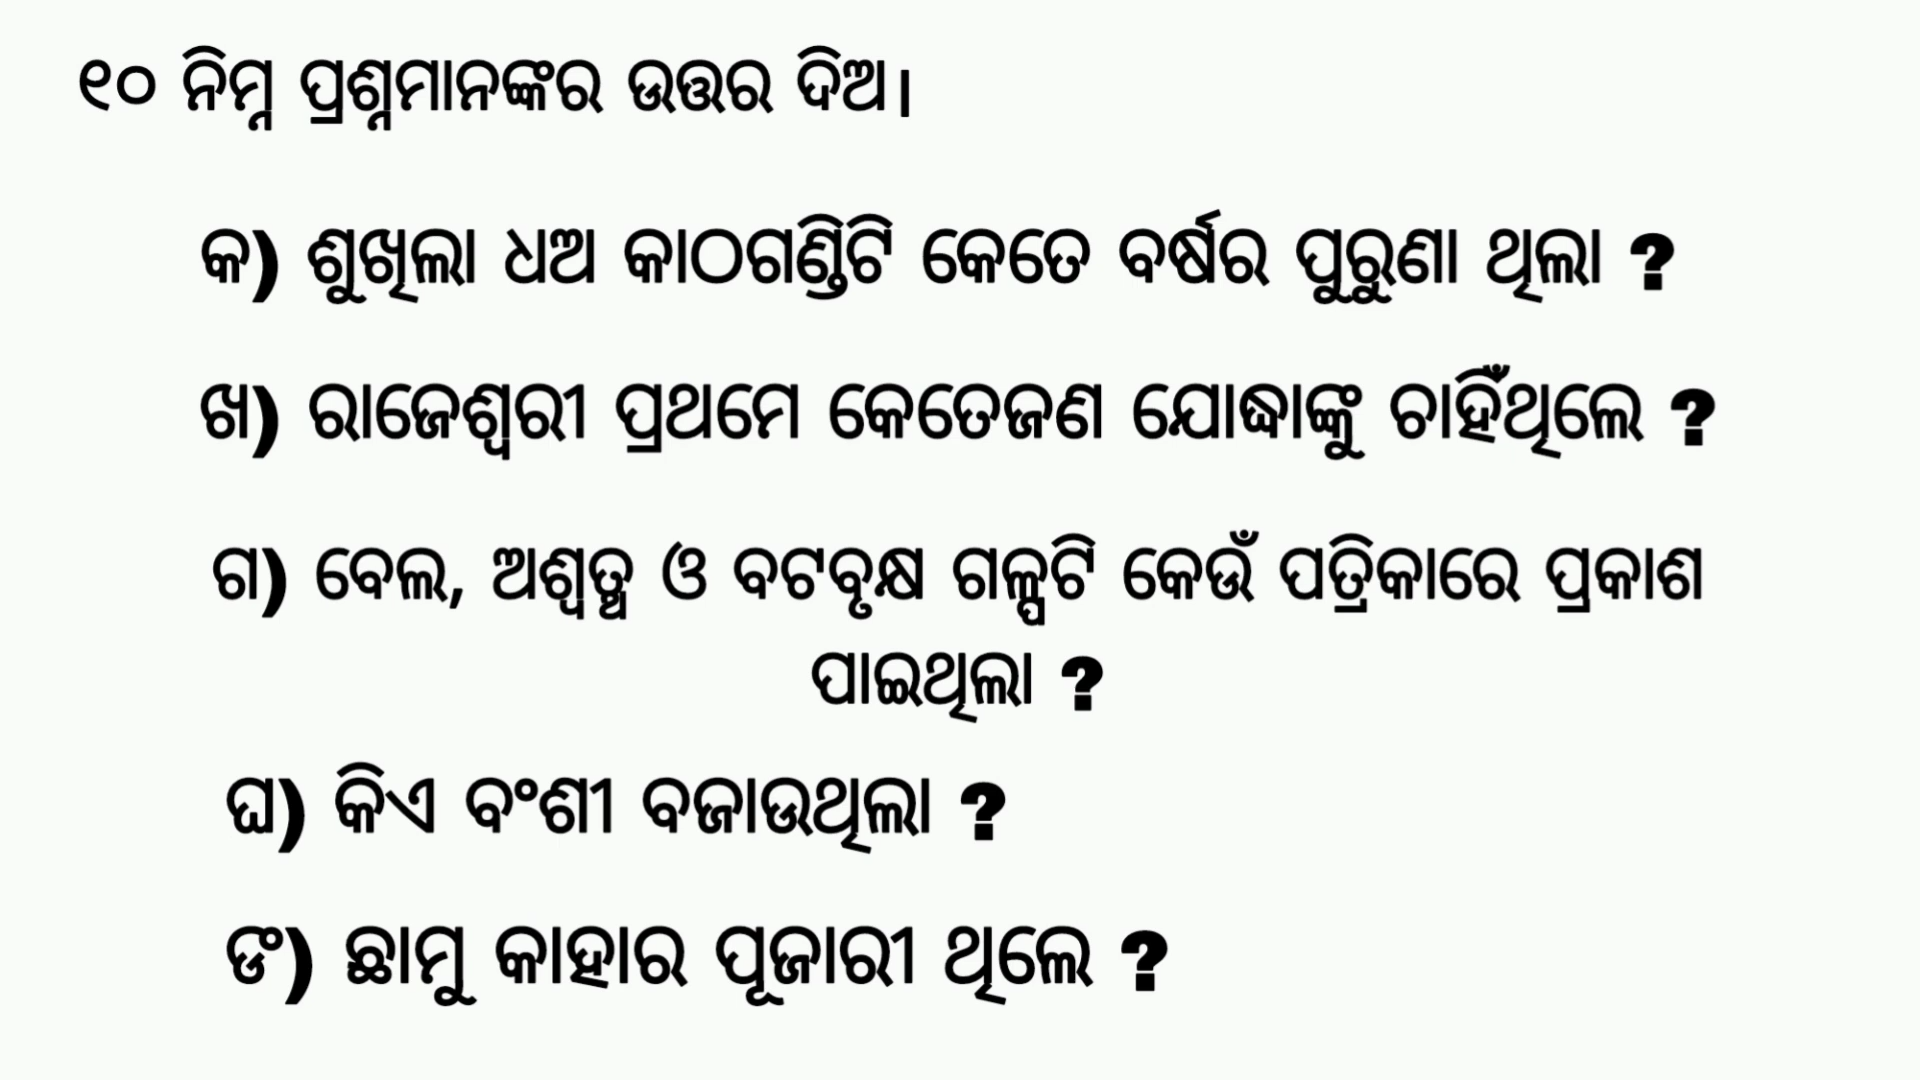 ୧୦ ନିମ୍ନ ପ୍ରଶ୍ନମାନଙ୍କର ଉତ୍ତର ଦିଅ।
କ) ଶୁଖିଲା ଧଅ କାଠଗଣ୍ଡିଟି କେତେ ବର୍ଷର ପୁରୁଣା ଥିଲା ?
ଖ) ରାଜେଶ୍ୱରୀ ପ୍ରଥମେ କେତେଜଣ ଯୋଦ୍ଧାଙ୍କୁ ଚାହିଁଥିଲେ ?
ଗ) ବେଲ, ଅଶ୍ୱତ୍ଥ ଓ ବଟବୃକ୍ଷ ଗଳ୍ପଟି କେଉଁ ପତ୍ରିକାରେ ପ୍ରକାଶ
ପାଇଥିଲା ?
ଘ) କିଏ ବଂଶୀ ବଜାଉଥିଲା ?
ଙ) ଛାମୁ କାହାର ପୂଜାରୀ ଥିଲେ ?